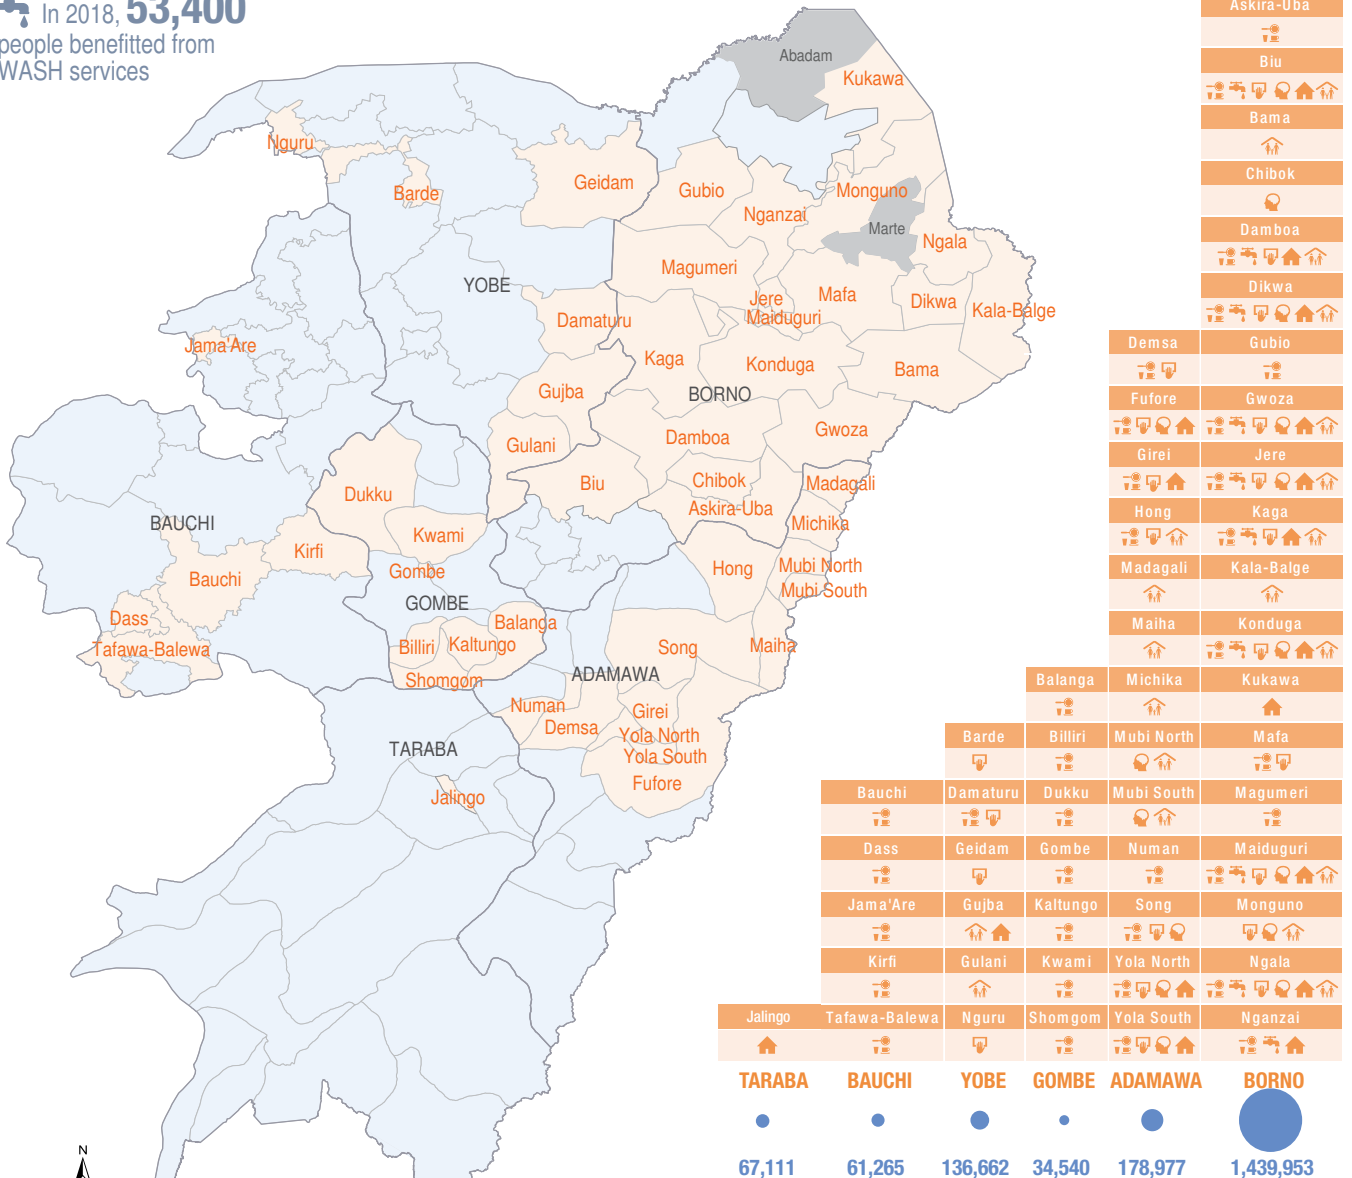 In 2018, 53,400
people benefitted from
WASH services
Abadam
Kukawa
Nguru
Barde
Geidam
Gubio
Monguno
Nganzai
Marte
Ngala
Magumeri
YOBE
Jere
Mafa
Dikwa
Kala-Balge
Maiduguri
Damaturu
Jama'Are
Kaga
Konduga
Bama
Gujba
BORNO
Gulani
Damboa
Gwoza
Biu
Chibok
Madagali
Dukku
Askira-Uba
Michika
BAUCHI
Kwami
Kirfi
Gombe
Hong
Mubi North
Bauchi
Mubi South
GOMBE
Dass
Balanga
Tafawa-Balewa
Billiri
Kaltungo
Song
Maiha
Shomgom
ADAMAWA
Numan
Girei
Demsa
Yola North
TARABA
Yola South
Fufore
Jalingo
N
Askira-Uba
Biu
Bama
Chibok
Damboa
Dikwa
Demsa Gubio
Fufore Gwoza
Girei Jere
Hong Kaga
Madagali Kala-Balge
Maiha Konduga
Balanga Michika Kukawa
Barde Billiri Mubi North Mafa
Bauchi Damaturu Dukku Mubi South Magumeri
Dass Geidam Gombe Numan Maiduguri
Jama'Are Gujba Kaltungo Song Monguno
Kirfi Gulani Kwami Yola North Ngala
Jalingo Tafawa-Balewa Nguru Shomgom Yola South Nganzai
TARABA BAUCHI YOBE GOMBE ADAMAWA BORNO
67,111 61,265 136,662 34,540 178,977 1,439,953